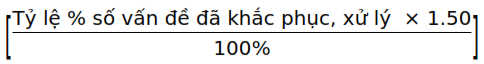 [Tỷ lệ % số vấn đề đã khắc phục, xử lý × 1.50
100%]